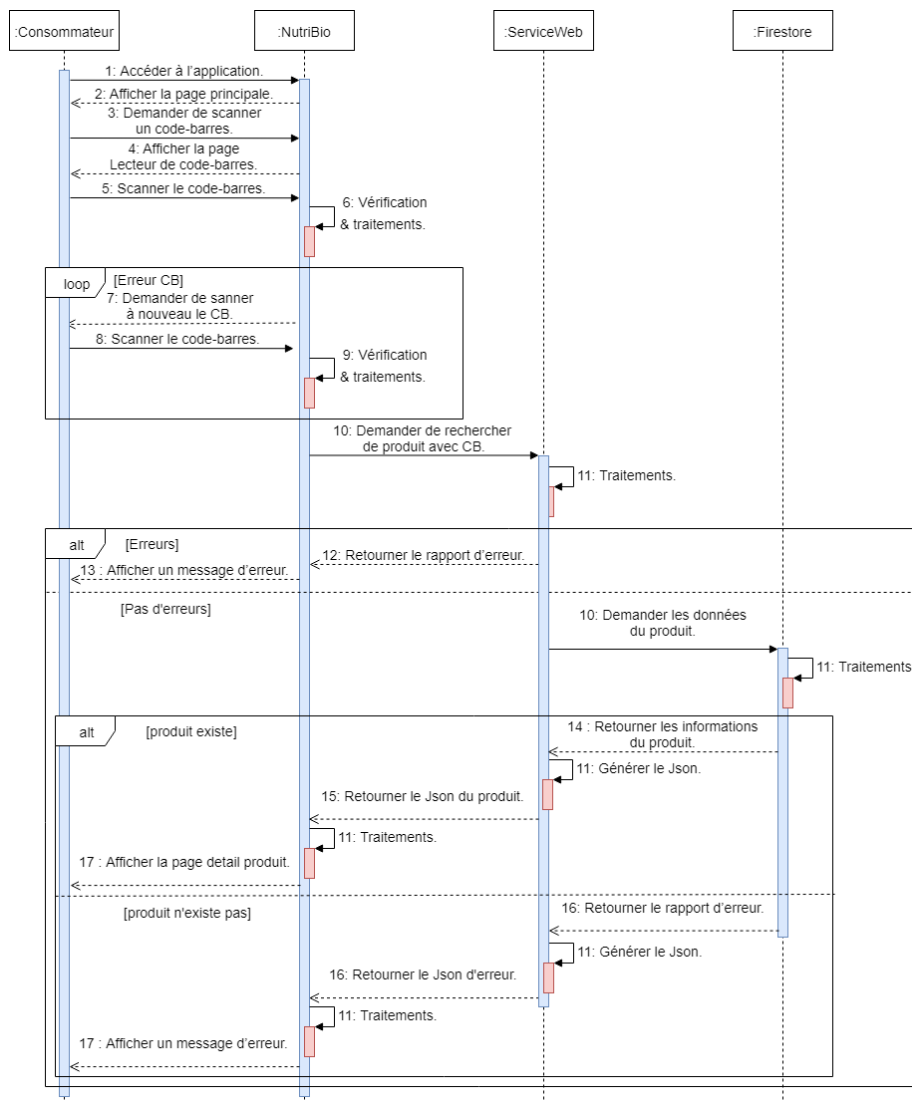 :Consommateur
:NutriBio
:ServiceWeb
:Firestore
1: Accéder à l'application.
2: Afficher la page principale.
3: Demander de scanner
un code-barres.
4: Afficher la page
Lecteur de code-barres.
5: Scanner le code-barres.
6: Vérification
& traitements.
loop
[Erreur CB]
7: Demander de sanner
à nouveau le CB.
8: Scanner le code-barres.
9: Vérification
& traitements.
10: Demander de rechercher
de produit avec CB.
11: Traitements.
alt
[Erreurs]
12: Retourner le rapport d'erreur.
13 : Afficher un message d'erreur.
[Pas d'erreurs]
10: Demander les données
du produit.
11: Traitements
alt
[produit existe]
14 : Retourner les informations
du produit.
11: Générer le Json.
15: Retourner le Json du produit.
11: Traitements.
17 : Afficher la page detail produit.
[produit n'existe pas]
16: Retourner le rapport d'erreur.
11: Générer le Json.
16: Retourner le Json d'erreur.
11: Traitements.
17 : Afficher un message d'erreur.